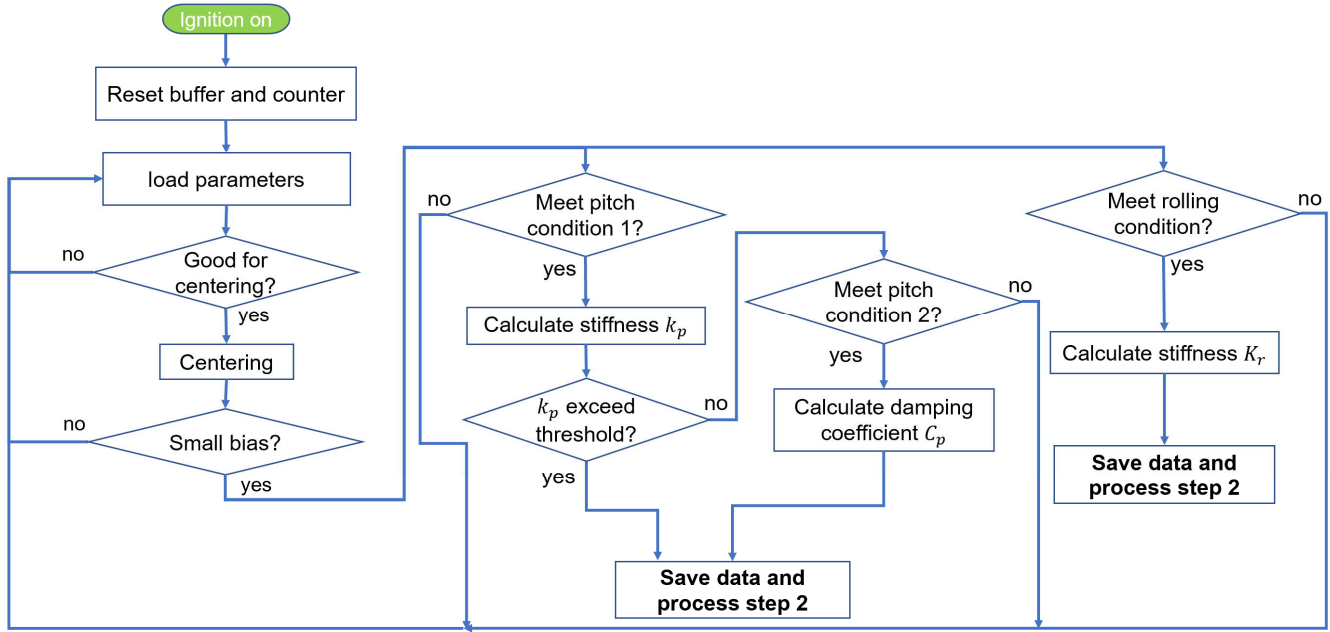 Ignition on
Reset buffer and counter
load parameters
no
Good for
centering?
yes
Centering
no
Small bias?
yes
no
Meet pitch
condition 1?
yes
Calculate stiffness k_p
k_p exceed
threshold?
no
yes
Meet pitch
condition 2?
no
yes
Calculate damping
coefficient C_p
Save data and
process step 2
Meet rolling
condition?
no
yes
Calculate stiffness K_r
Save data and
process step 2